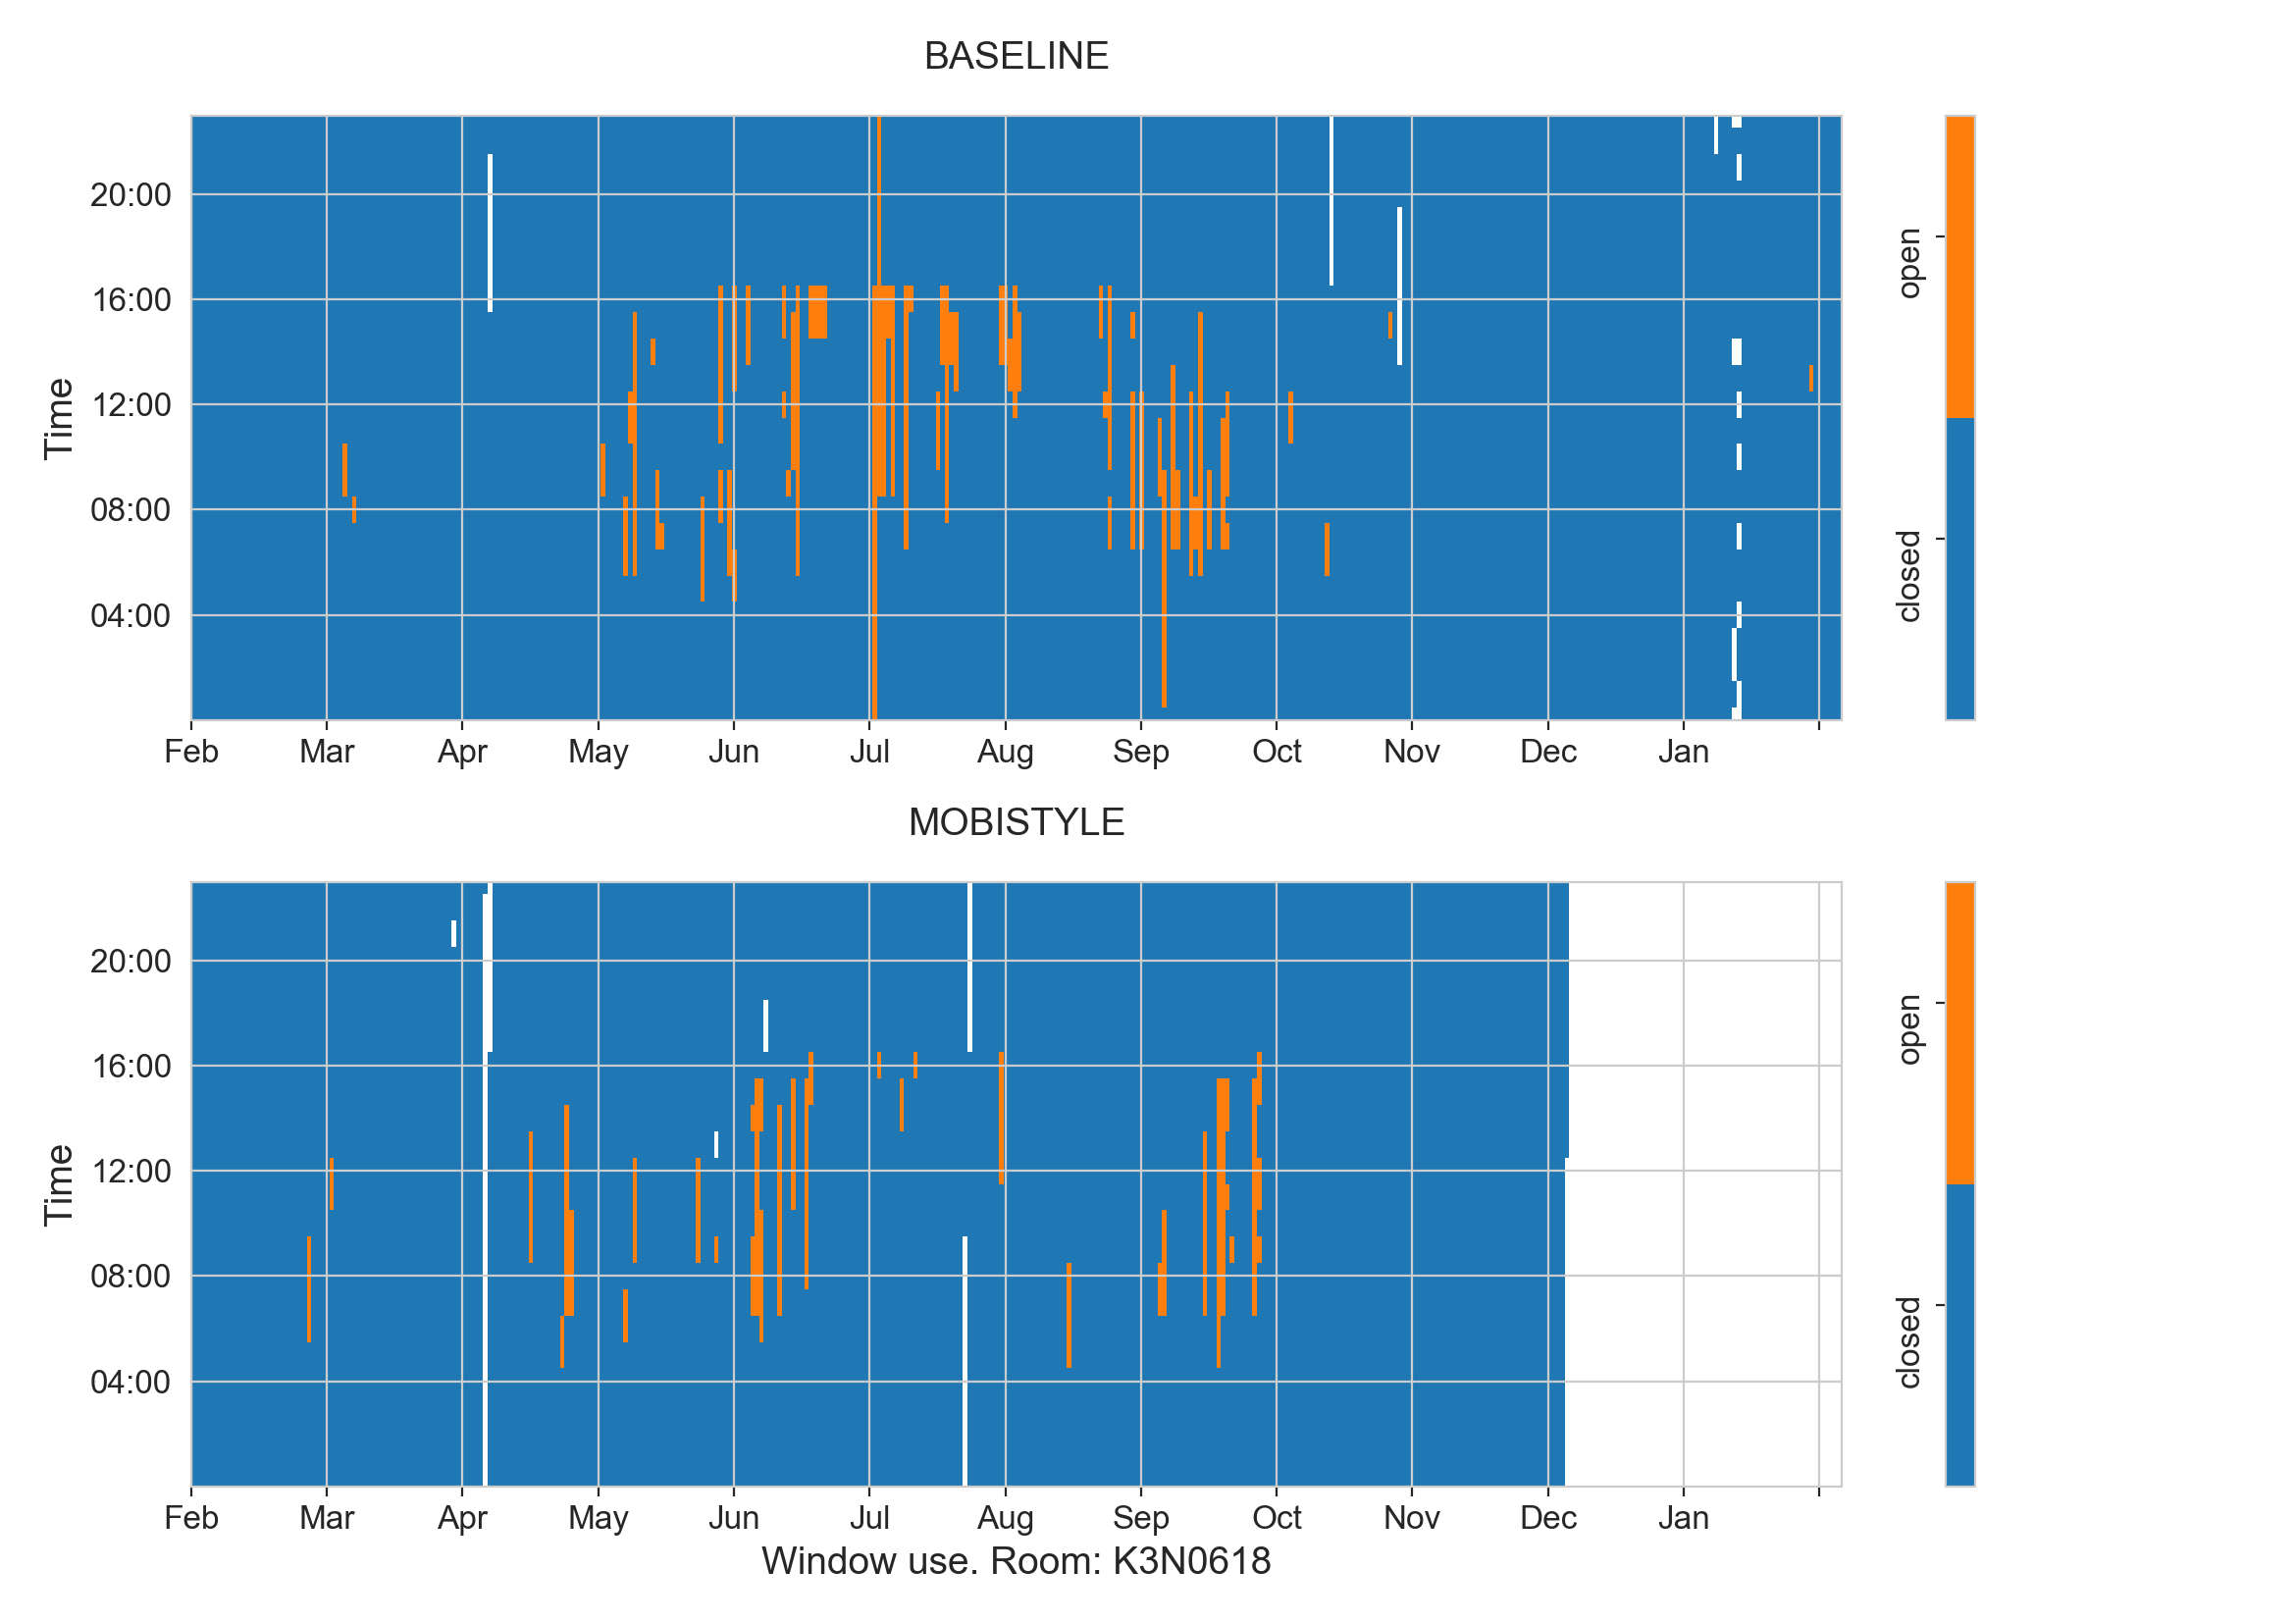 BASELINE
20:00
16:00
12:00
08:00
04:00
Time
Feb Mar Apr May Jun Jul Aug Sep Oct Nov Dec Jan
open
closed
MOBISTYLE
20:00
16:00
12:00
08:00
04:00
Time
Feb Mar Apr May Jun Jul Aug Sep Oct Nov Dec Jan
Window use. Room: K3N0618
open
closed